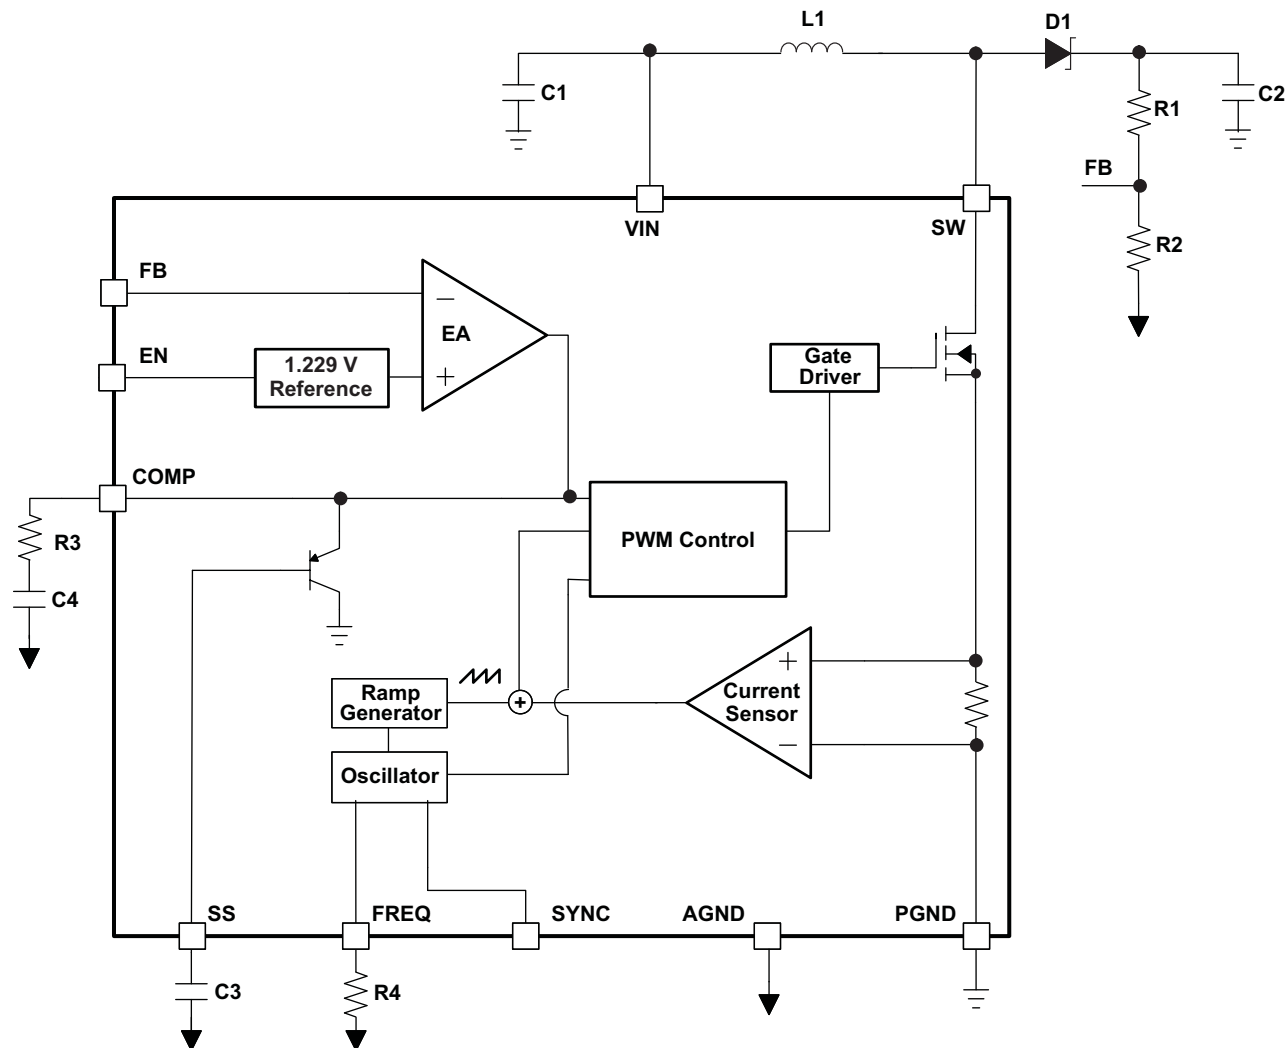 L1
D1
C1
R1
C2
FB
R2
VIN
SW
FB
EA
EN
1.229 V
Reference
Gate
Driver
COMP
R3
C4
PWM Control
Ramp
Generator
+
Current
Sensor
Oscillator
SS
FREQ
SYNC
AGND
PGND
C3
R4